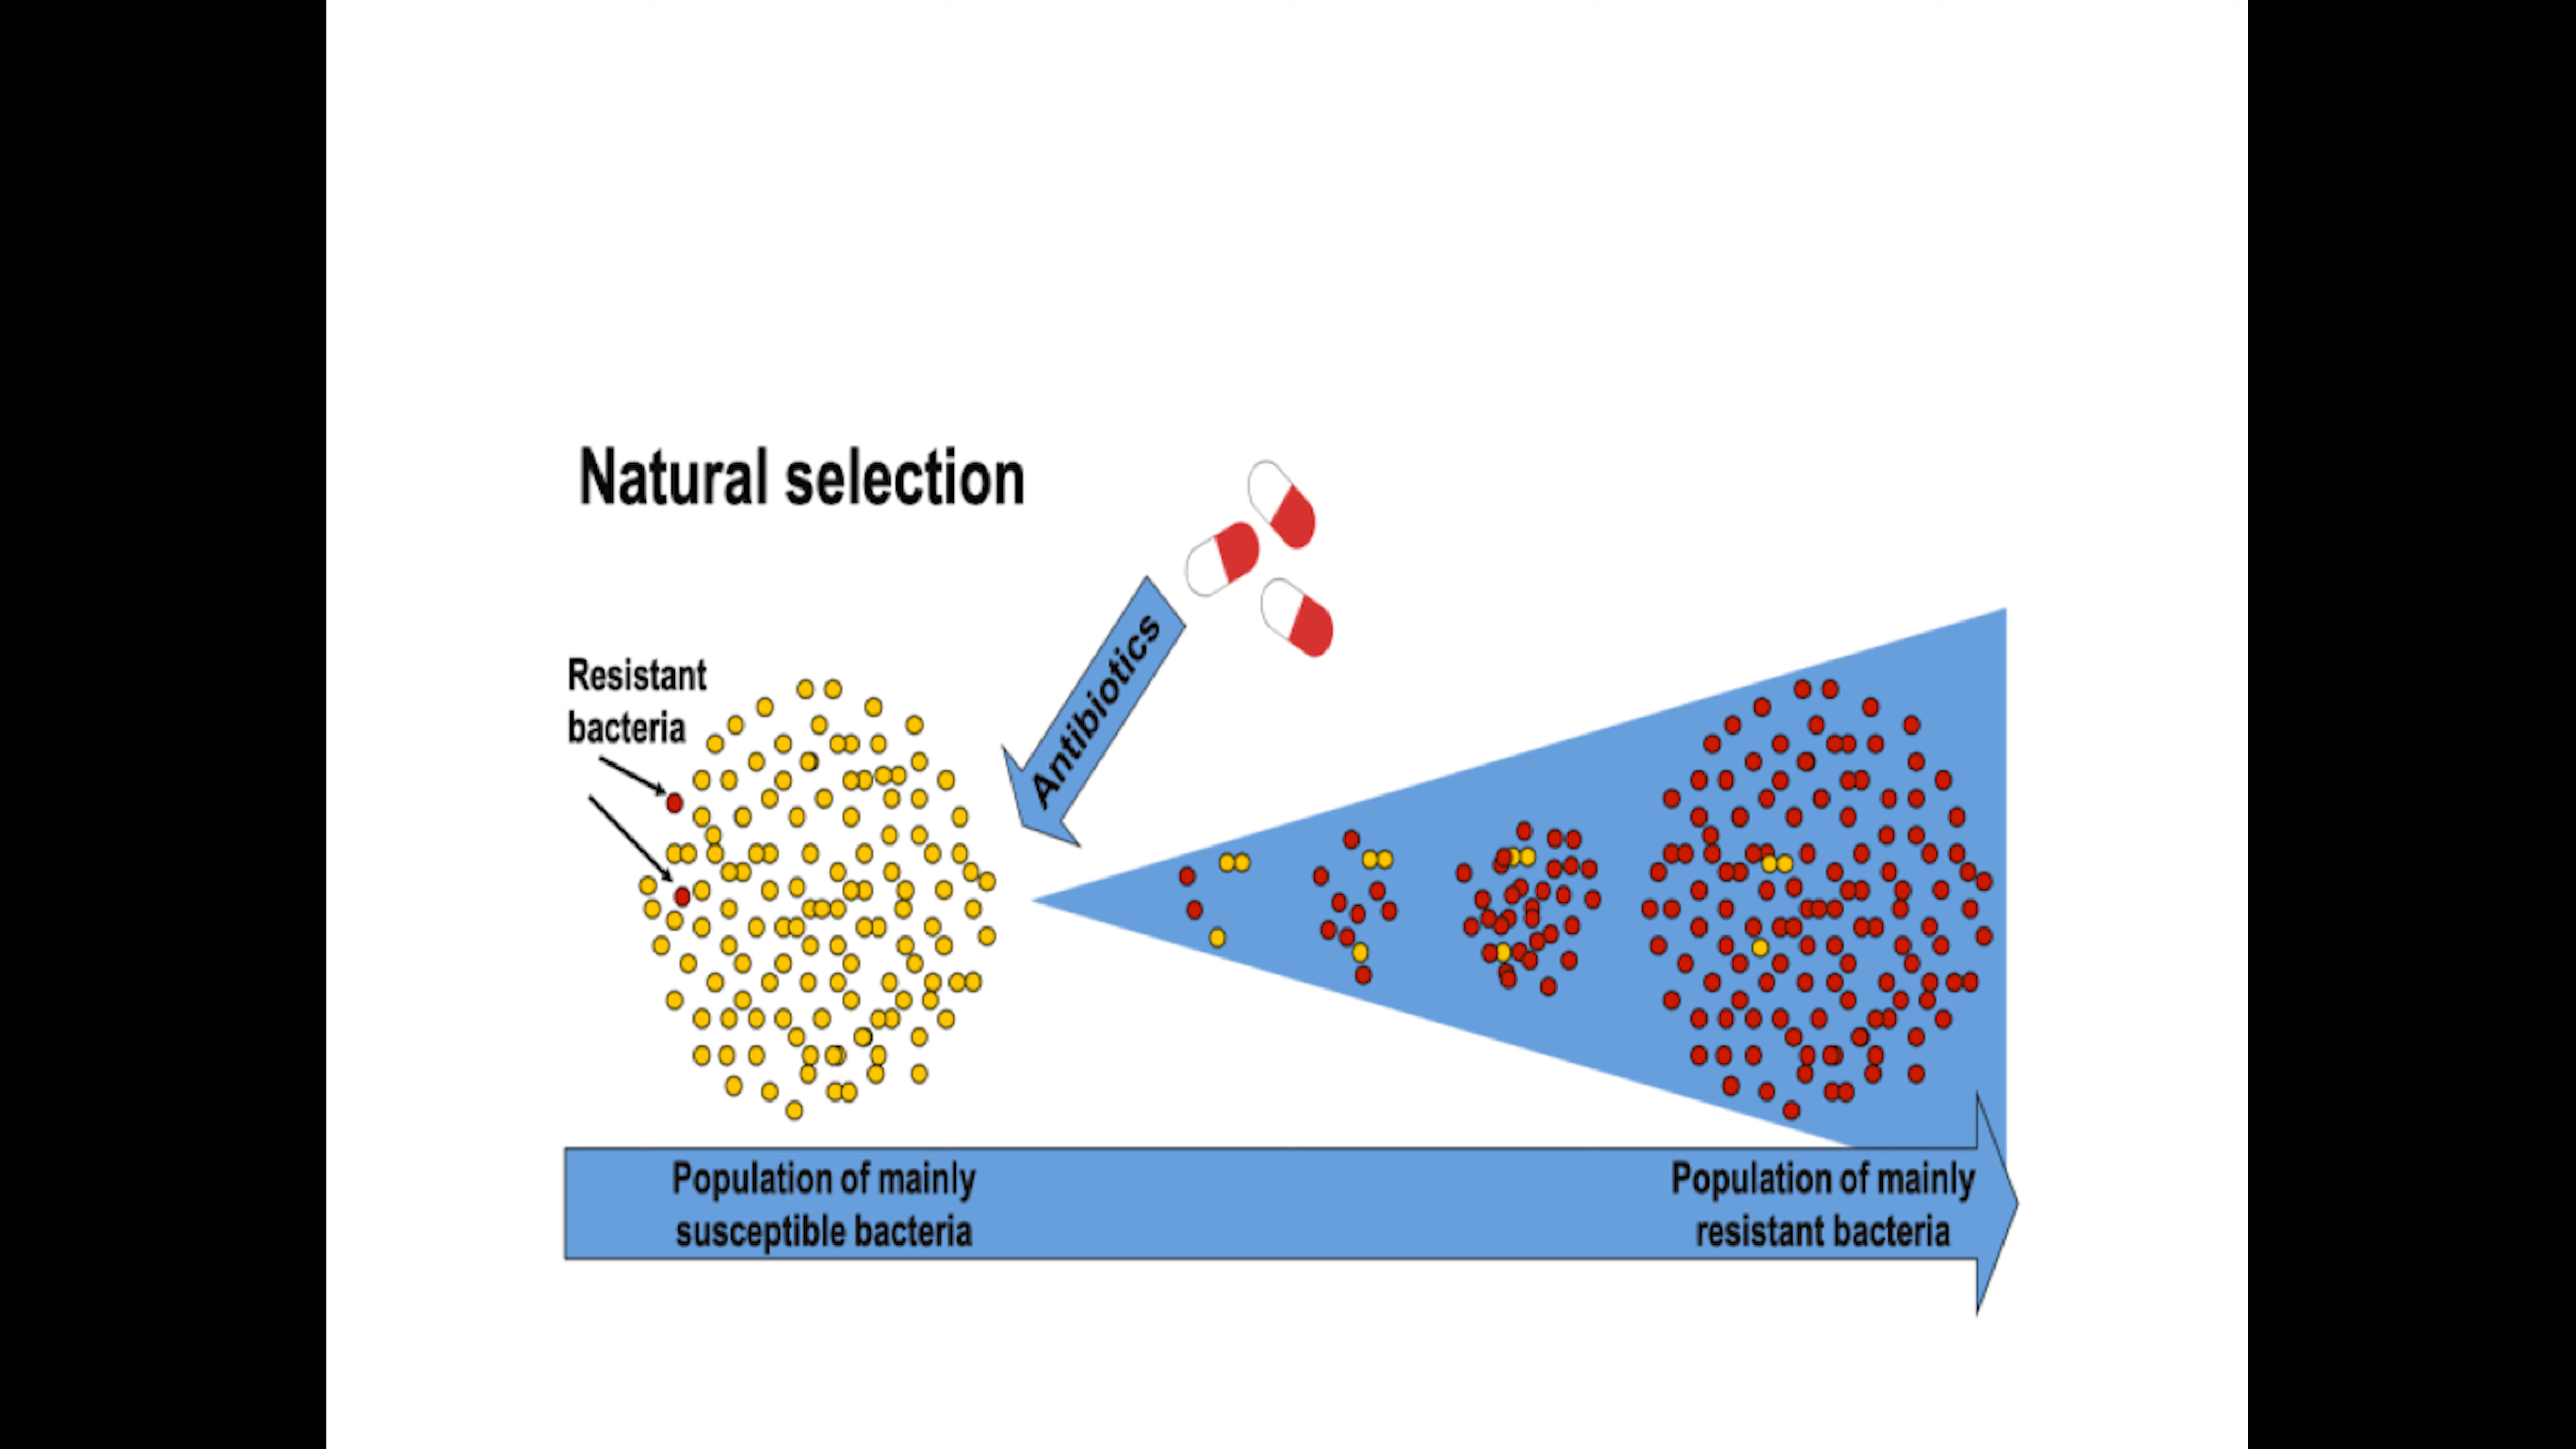 Natural selection
Antibiotics
Resistant
bacteria
Population of mainly
susceptible bacteria
Population of mainly
resistant bacteria